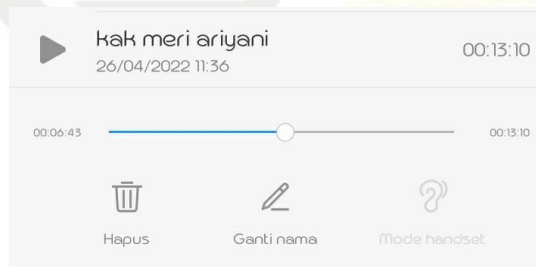 kak meri ariyani
26/04/2022 11:36
00:13:10
00:06:43
00:13:10
Hapus
Ganti nama
Mode handset